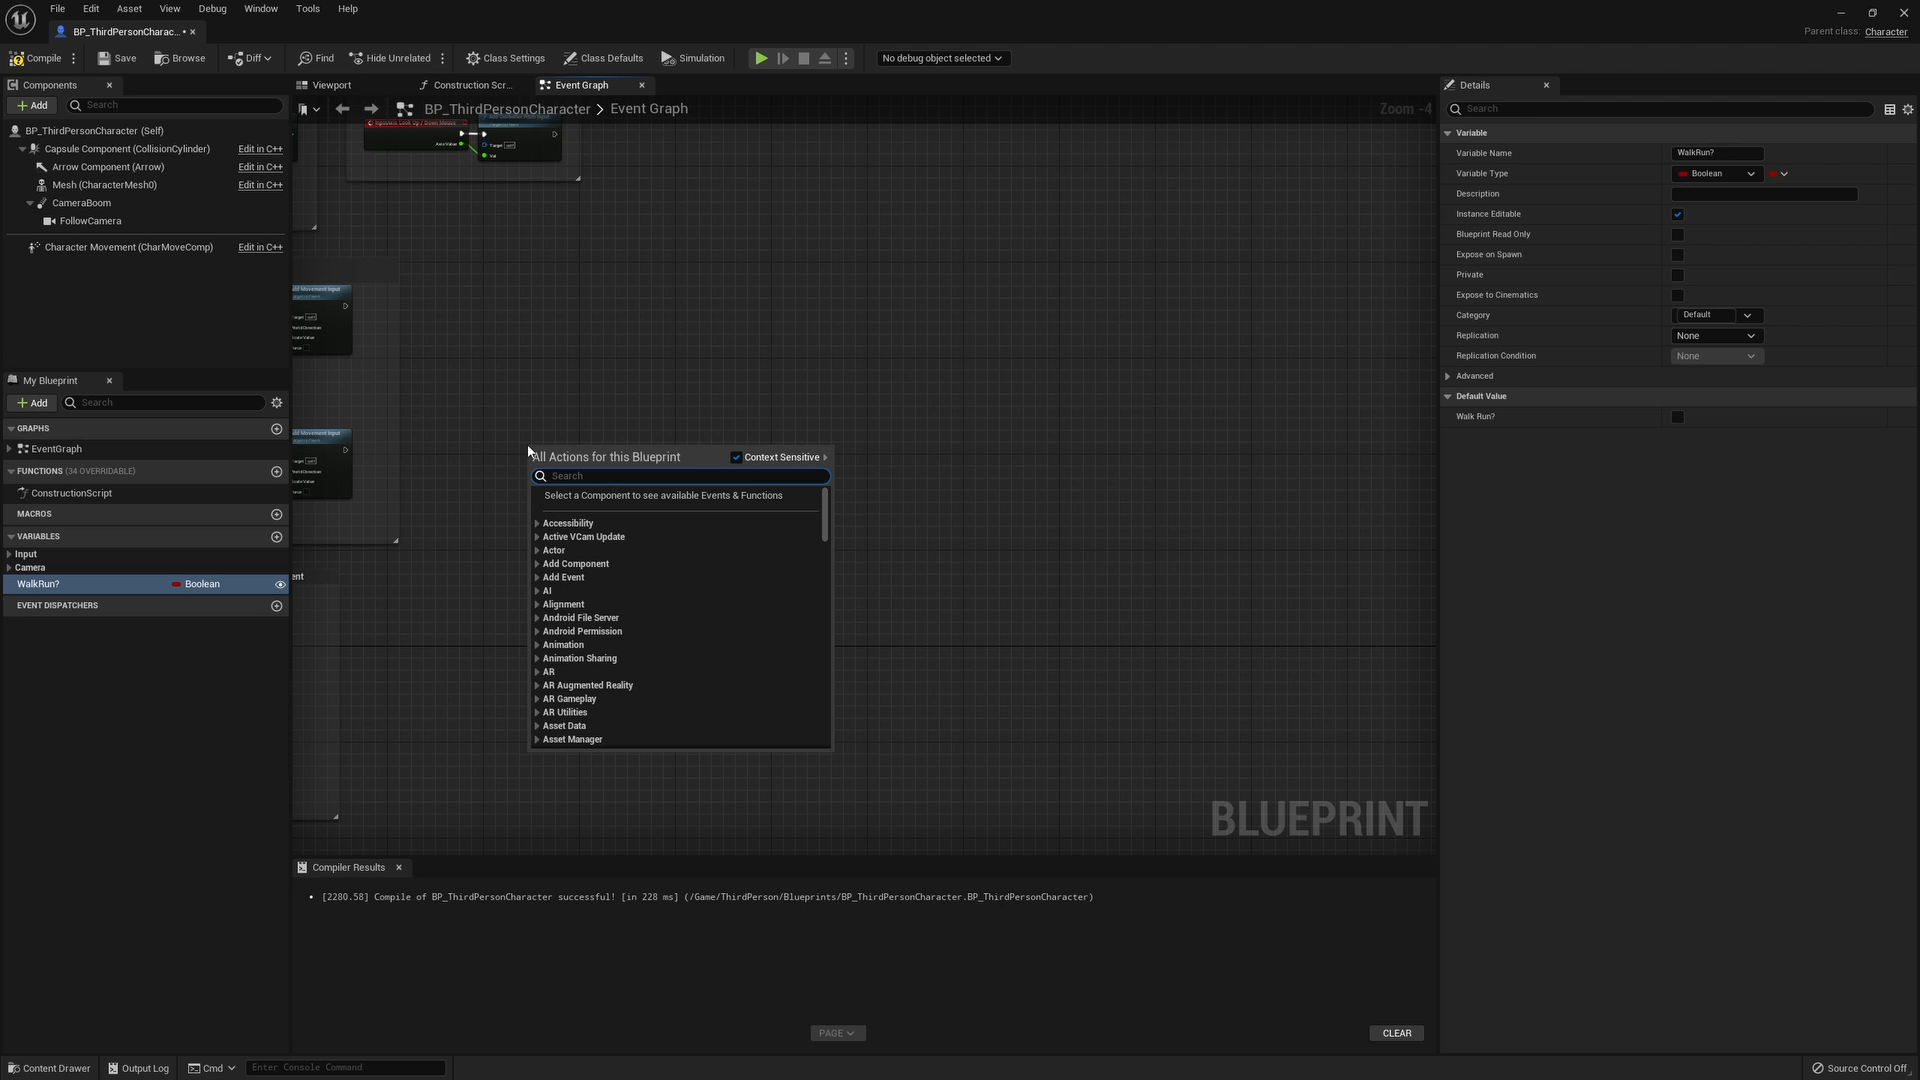 File Edit Asset View Debug Window Tools Help
BP_ThirdPersonCharac... •
Parent class: Character
Compile Save Browse Diff Find Hide Unrelated Class Settings Class Defaults Simulation No debug object selected
Components
Add Search
BP_ThirdPersonCharacter (Self)
Capsule Component (CollisionCylinder) Edit in C++
Arrow Component (Arrow) Edit in C++
Mesh (CharacterMesh0) Edit in C++
CameraBoom
FollowCamera
Character Movement (CharMoveComp) Edit in C++
My Blueprint
Add Search
GRAPHS
EventGraph
FUNCTIONS (34 OVERRIDABLE)
ConstructionScript
MACROS
VARIABLES
Input
Camera
WalkRun? Boolean
EVENT DISPATCHERS
Viewport Construction Scr... Event Graph
BP_ThirdPersonCharacter > Event Graph Zoom -4
Axis Value
Target self
Val
Movement Input
Movement Input
All Actions for this Blueprint Context Sensitive
Search
Select a Component to see available Events & Functions
Accessibility
Active VCam Update
Actor
Add Component
Add Event
AI
Alignment
Android File Server
Android Permission
Animation
Animation Sharing
AR
AR Augmented Reality
AR Gameplay
AR Utilities
Asset Data
Asset Manager
BLUEPRINT
Compiler Results
• [2280.58] Compile of BP_ThirdPersonCharacter successful! [in 228 ms] (/Game/ThirdPerson/Blueprints/BP_ThirdPersonCharacter.BP_ThirdPersonCharacter)
PAGE CLEAR
Details
Search
Variable
Variable Name WalkRun?
Variable Type Boolean
Description
Instance Editable
Blueprint Read Only
Expose on Spawn
Private
Expose to Cinematics
Category Default
Replication None
Replication Condition None
Advanced
Default Value
Walk Run?
Content Drawer Output Log Cmd Enter Console Command Source Control Off